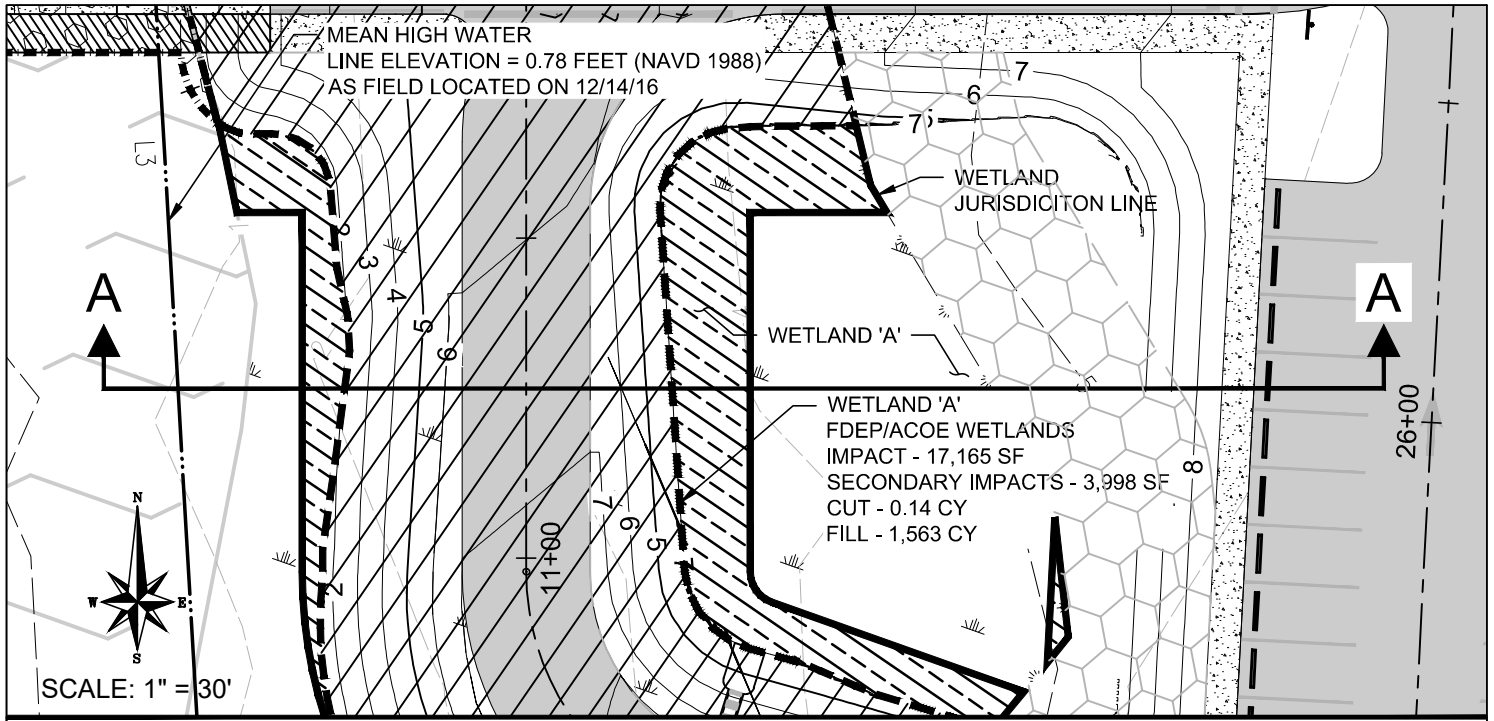 MEAN HIGH WATER
LINE ELEVATION = 0.78 FEET (NAVD 1988)
AS FIELD LOCATED ON 12/14/16
7
6
7
5
L3
WETLAND
JURISDICITON LINE
2
3
4
5
6
A
A
WETLAND 'A'
5
WETLAND 'A'
FDEP/ACOE WETLANDS
IMPACT - 17,165 SF
SECONDARY IMPACTS - 3,998 SF
CUT - 0.14 CY
FILL - 1,563 CY
26+00
8
7
6
5
11+00
2
N
W
E
S
SCALE: 1" = 30'